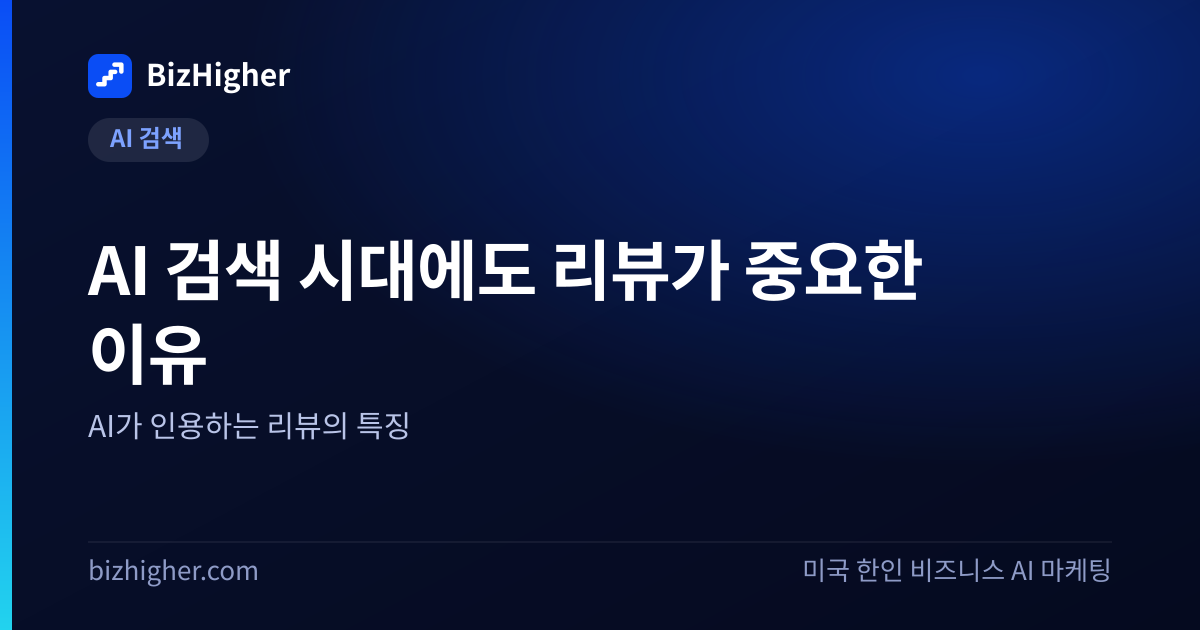 BizHigher
AI 검색
AI 검색 시대에도 리뷰가 중요한
이유
AI가 인용하는 리뷰의 특징
bizhigher.com
미국 한인 비즈니스 AI 마케팅